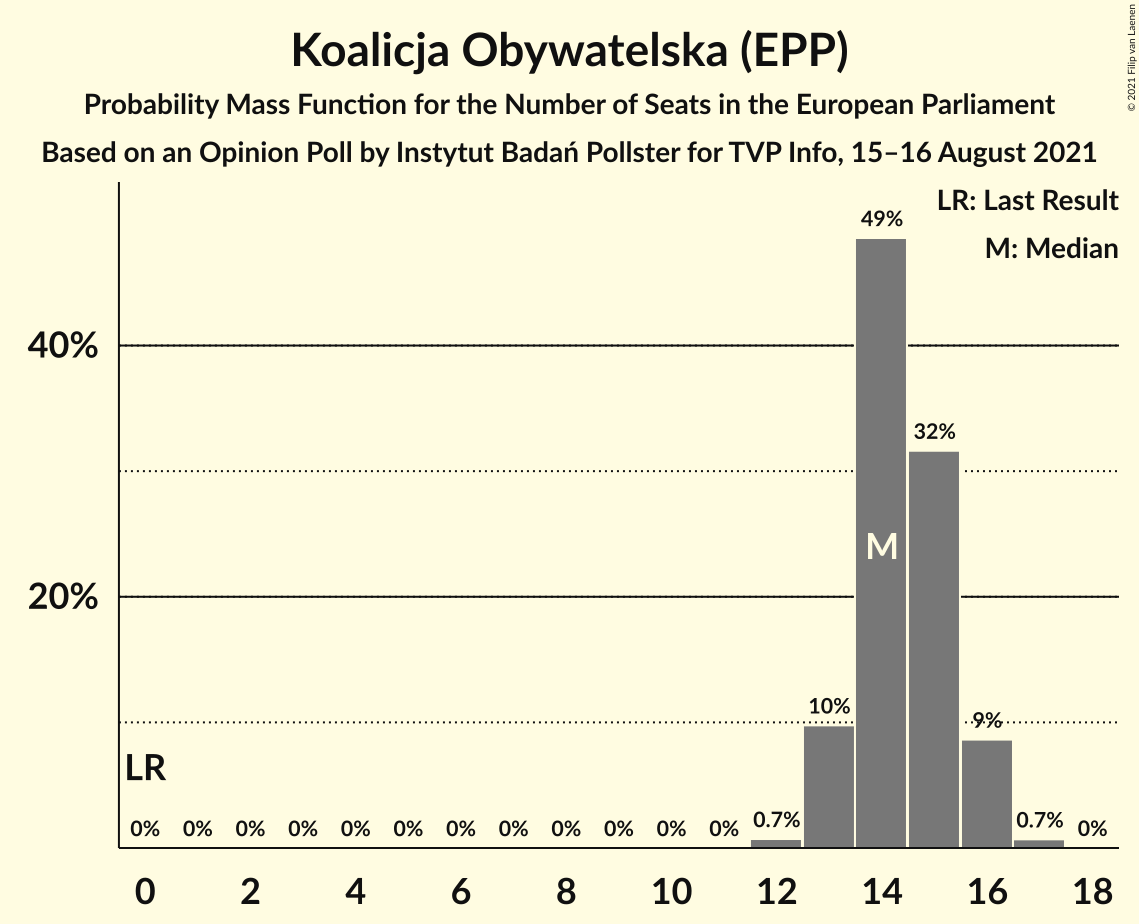 Koalicja Obywatelska (EPP)
Probability Mass Function for the Number of Seats in the European Parliament
Based on an Opinion Poll by Instytut Badań Pollster for TVP Info, 15–16 August 2021
© 2021 Filip van Laenen
LR: Last Result
M: Median
49%
40%
32%
M
20%
10%
9%
LR
0% 0% 0% 0% 0% 0% 0% 0% 0% 0% 0% 0% 0.7% 0.7% 0%
0 2 4 6 8 10 12 14 16 18